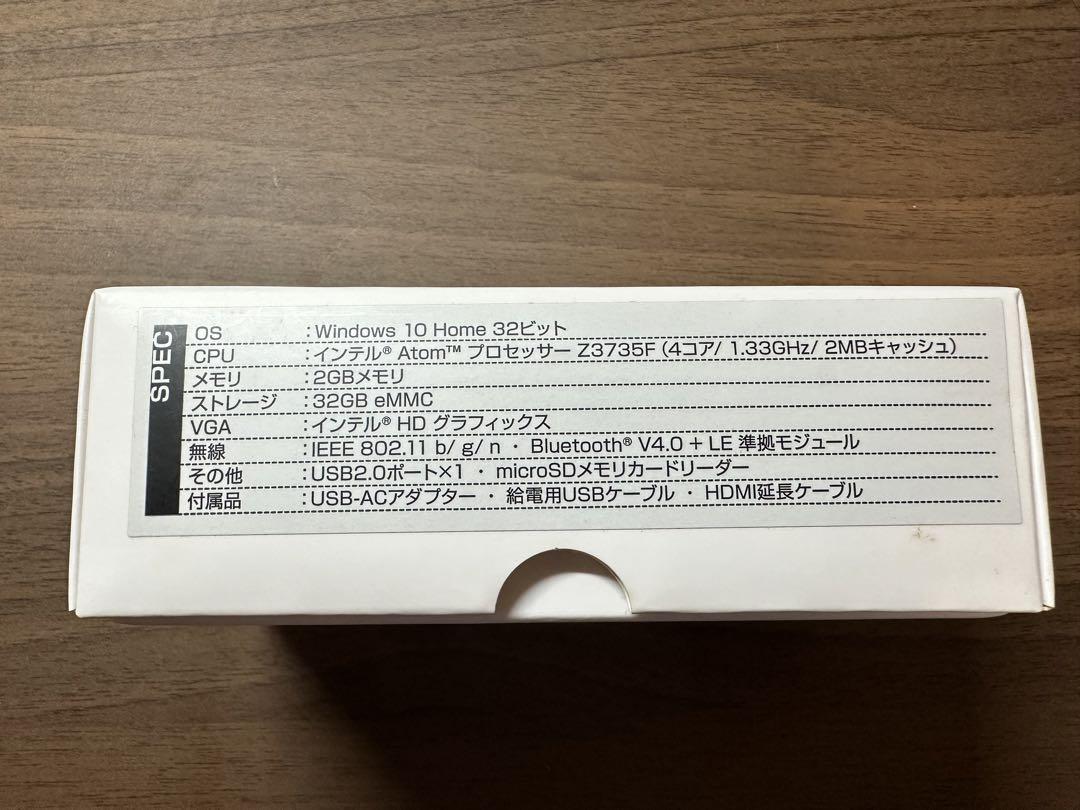 SPEC
OS :Windows 10 Home 32ビット
CPU :インテル® Atom™ プロセッサー Z3735F (4コア/ 1.33GHz/ 2MBキャッシュ)
メモリ :2GBメモリ
ストレージ :32GB eMMC
VGA :インテル® HD グラフィックス
無線 :IEEE 802.11 b/ g/ n ・ Bluetooth® V4.0 + LE 準拠モジュール
その他 :USB2.0ポート×1 ・ microSDメモリカードリーダー
付属品 :USB-ACアダプター ・ 給電用USBケーブル ・ HDMI延長ケーブル